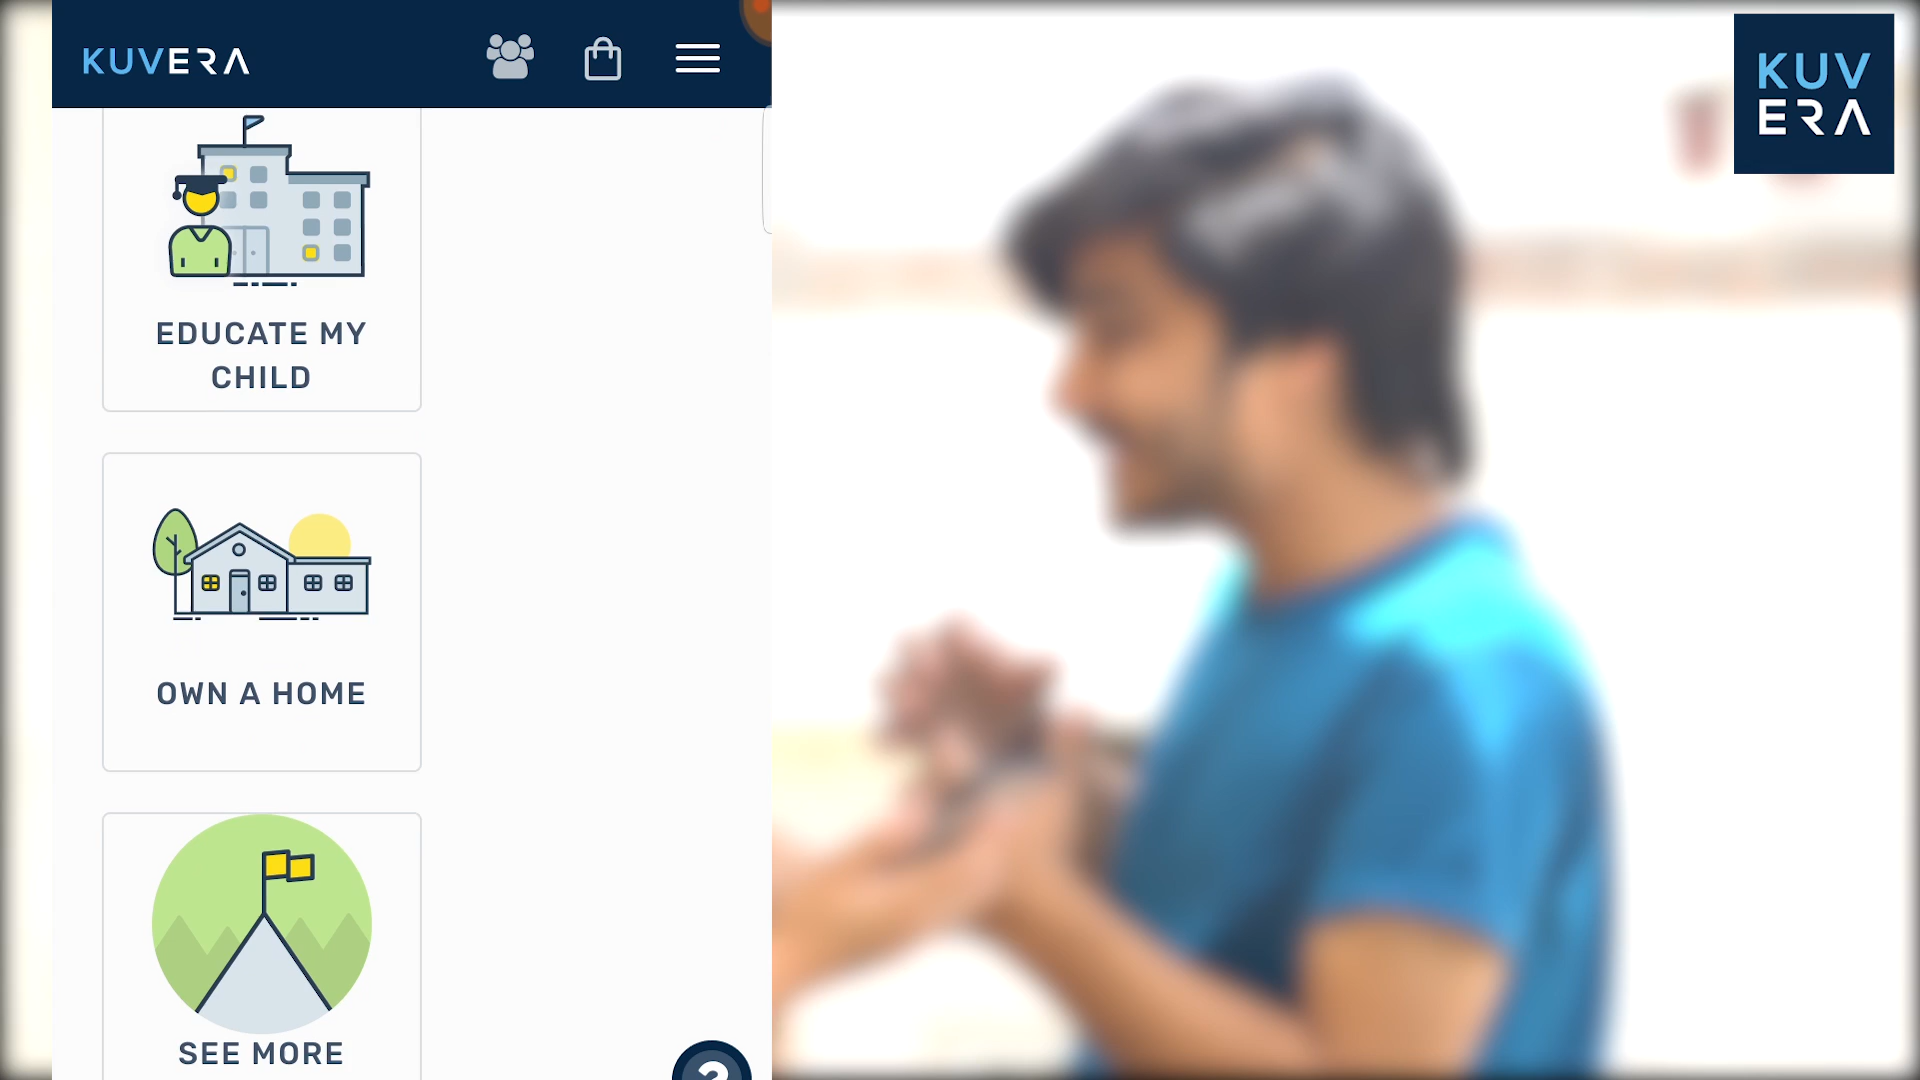 KUVERA
EDUCATE MY
CHILD
OWN A HOME
SEE MORE
?
KUV
ERA